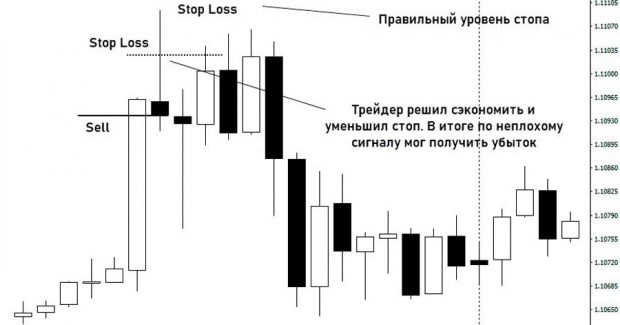 Stop Loss
Правильный уровень стопа
Stop Loss
Sell
Трейдер решил сэкономить и
уменьшил стоп. В итоге по неплохому
сигналу мог получить убыток
1.11105
1.11070
1.11035
1.11000
1.10965
1.10930
1.10895
1.10860
1.10825
1.10790
1.10755
1.10720
1.10685
1.10650